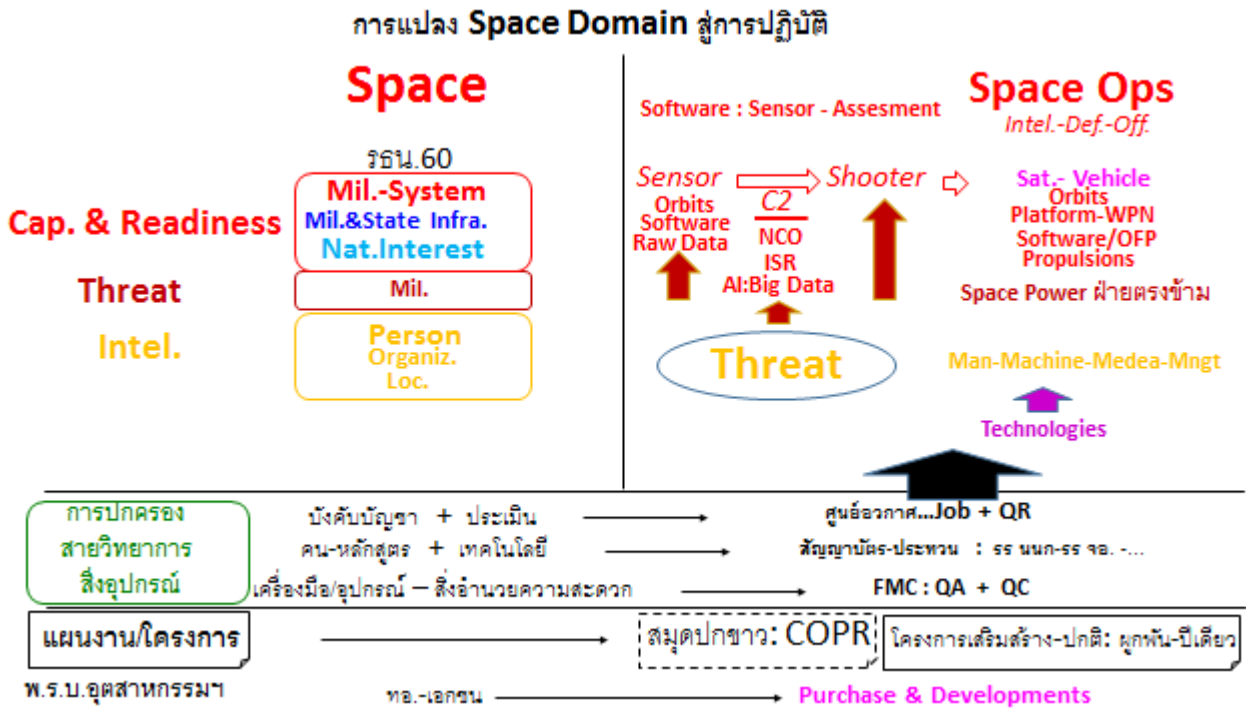 การแปลง Space Domain สู่การปฏิบัติ
Space
รธน.60
Cap. & Readiness
Mil.-System
Mil.&State Infra.
Nat.Interest
Threat
Mil.
Intel.
Person
Organiz.
Loc.
Software : Sensor - Assesment
Space Ops
Intel.-Def.-Off.
Sensor
Orbits
Software
Raw Data
C2
NCO
ISR
AI:Big Data
Shooter
Sat.- Vehicle
Orbits
Platform-WPN
Software/OFP
Propulsions
Space Power ฝ่ายตรงข้าม
Threat
Man-Machine-Medea-Mngt
Technologies
การปกครอง
สายวิทยาการ
สิ่งอุปกรณ์
บังคับบัญชา + ประเมิน
ศูนย์อวกาศ...Job + QR
คน-หลักสูตร + เทคโนโลยี
สัญญาบัตร-ประทวน : รร นนก-รร จอ. -...
เครื่องมือ/อุปกรณ์ – สิ่งอำนวยความสะดวก
FMC : QA + QC
แผนงาน/โครงการ
สมุดปกขาว: COPR
โครงการเสริมสร้าง-ปกติ: ผูกพัน-ปีเดียว
พ.ร.บ.อุตสาหกรรมฯ
ทอ.-เอกชน
Purchase & Developments